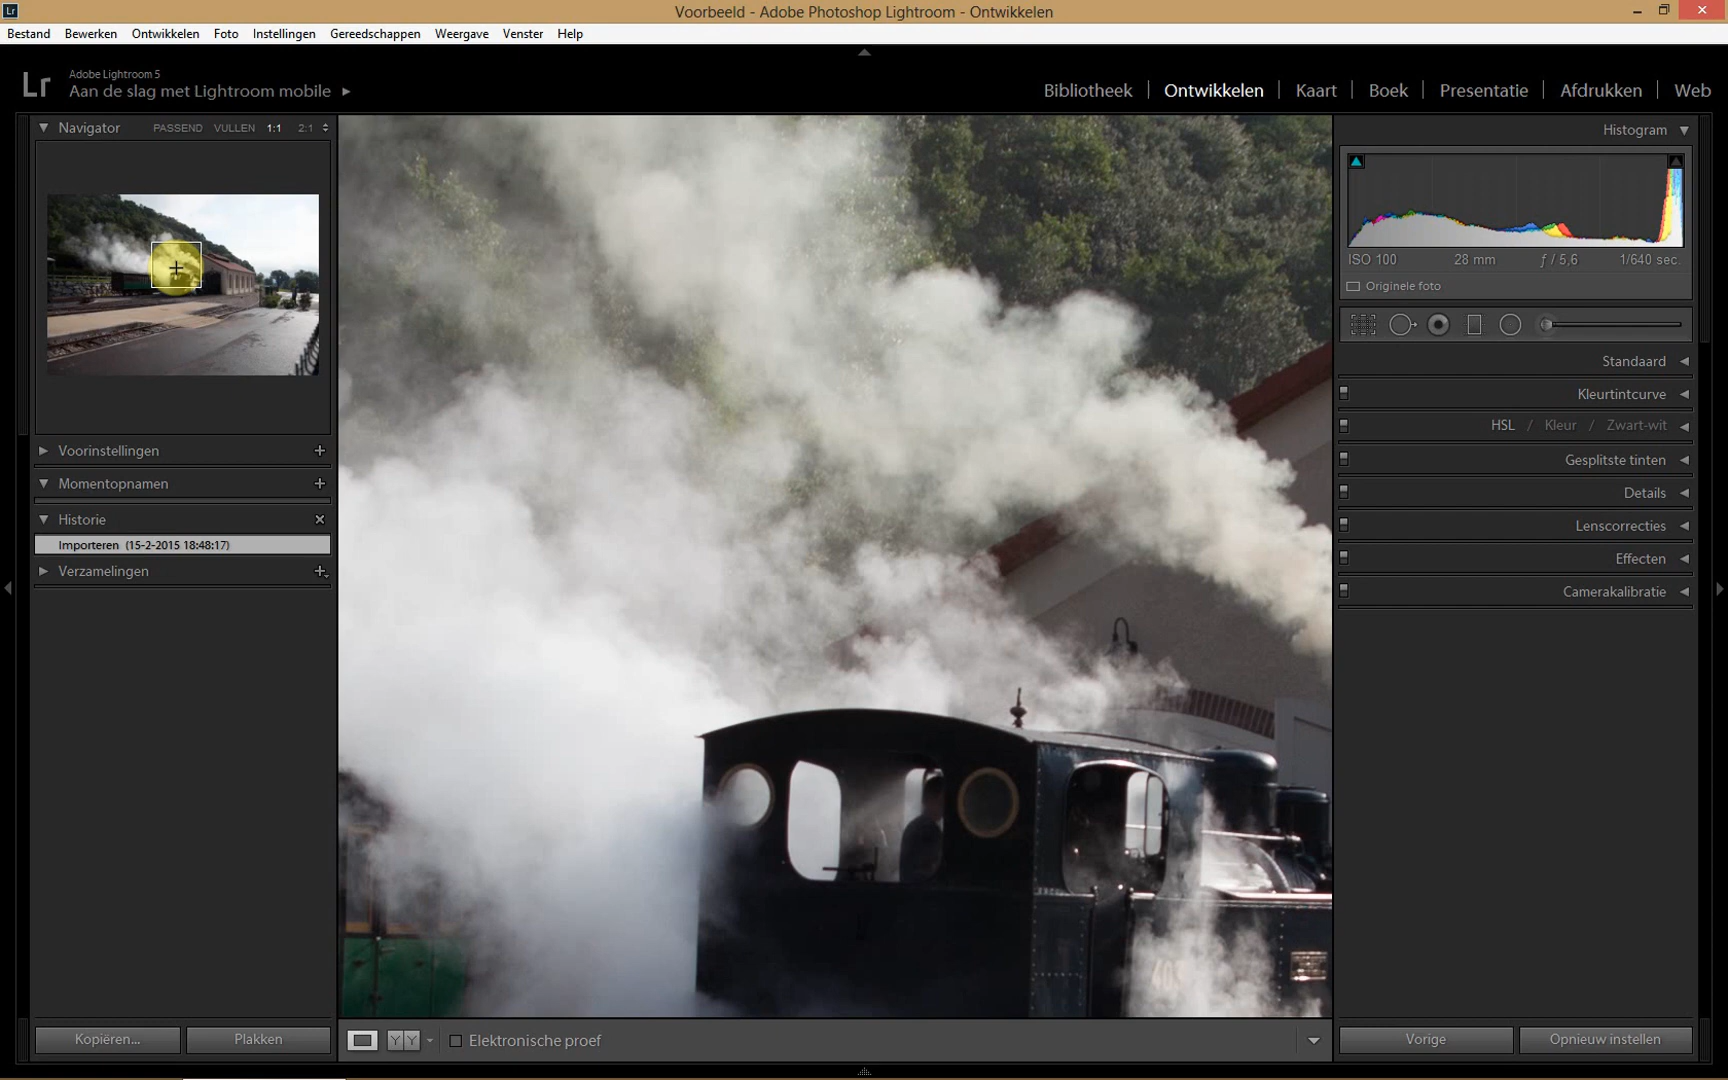 Lr
Voorbeeld - Adobe Photoshop Lightroom - Ontwikkelen
Bestand Bewerken Ontwikkelen Foto Instellingen Gereedschappen Weergave Venster Help
Lr
Adobe Lightroom 5
Aan de slag met Lightroom mobile
Bibliotheek | Ontwikkelen | Kaart | Boek | Presentatie | Afdrukken | Web
Navigator PASSEND VULLEN 1:1 2:1
Histogram
ISO 100 28 mm ƒ / 5,6 1/640 sec.
Originele foto
Standaard
Kleurtintcurve
HSL / Kleur / Zwart-wit
Gesplitste tinten
Details
Lenscorrecties
Effecten
Camerakalibratie
Voorinstellingen
Momentopnamen
Historie
Importeren (15-2-2015 18:48:17)
Verzamelingen
Kopiëren... Plakken
Y Y
Elektronische proef
Vorige Opnieuw instellen